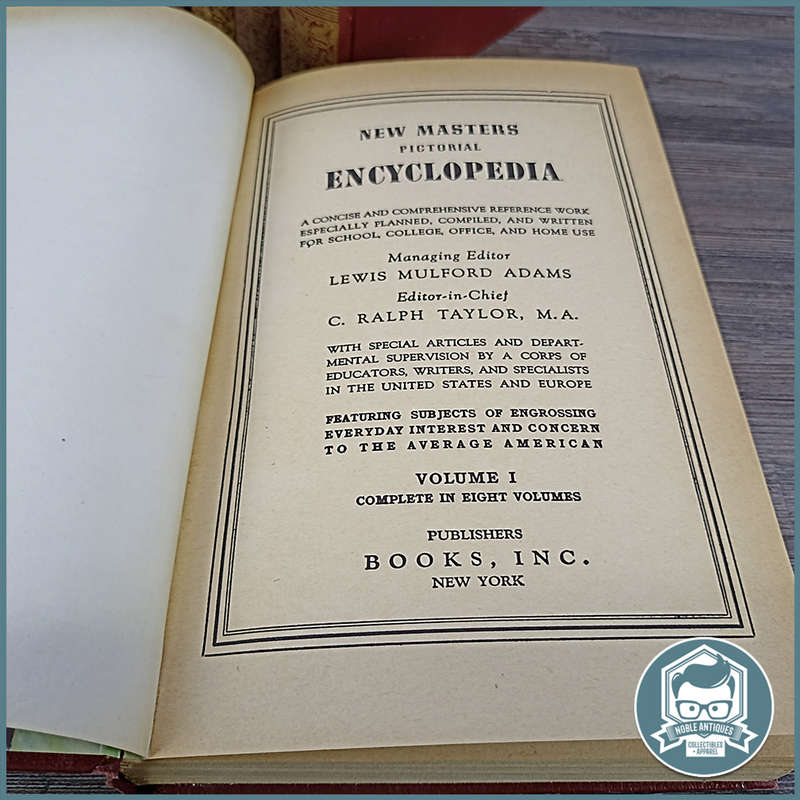 NEW MASTERS
PICTORIAL
ENCYCLOPEDIA
A CONCISE AND COMPREHENSIVE REFERENCE WORK
ESPECIALLY PLANNED, COMPILED, AND WRITTEN
FOR SCHOOL, COLLEGE, OFFICE, AND HOME USE
Managing Editor
LEWIS MULFORD ADAMS
Editor-in-Chief
C. RALPH TAYLOR, M.A.
WITH SPECIAL ARTICLES AND DEPART-
MENTAL SUPERVISION BY A CORPS OF
EDUCATORS, WRITERS, AND SPECIALISTS
IN THE UNITED STATES AND EUROPE
FEATURING SUBJECTS OF ENGROSSING
EVERYDAY INTEREST AND CONCERN
TO THE AVERAGE AMERICAN
VOLUME I
COMPLETE IN EIGHT VOLUMES
PUBLISHERS
BOOKS, INC.
NEW YORK
NOBLE ANTIQUES
COLLECTIBLES
+ APPAREL